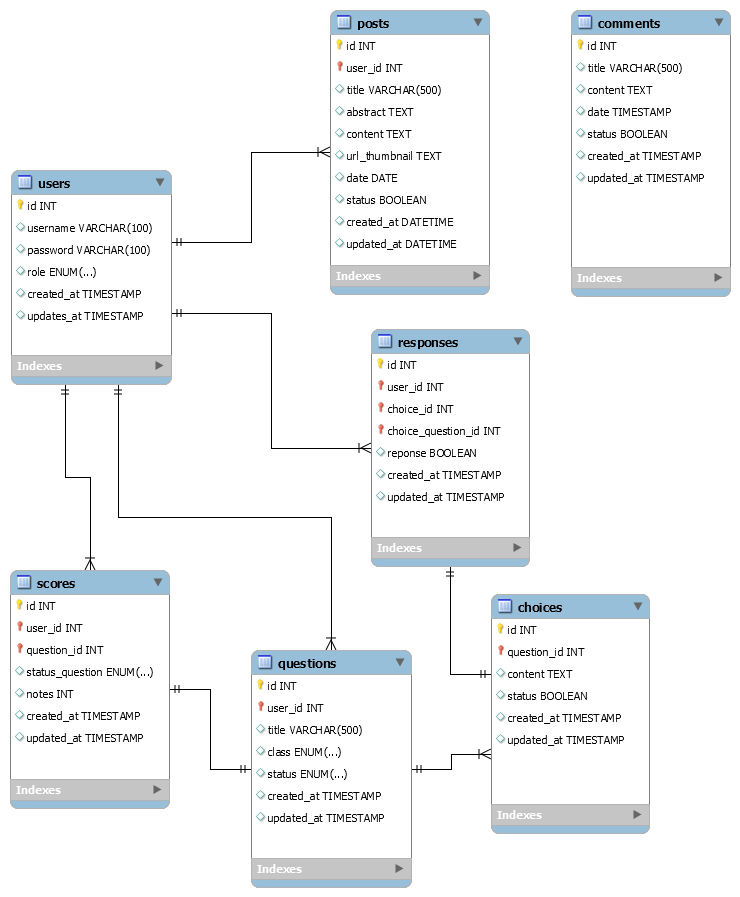 posts
id INT
user_id INT
title VARCHAR(500)
abstract TEXT
content TEXT
url_thumbnail TEXT
date DATE
status BOOLEAN
created_at DATETIME
updated_at DATETIME
Indexes
comments
id INT
title VARCHAR(500)
content TEXT
date TIMESTAMP
status BOOLEAN
created_at TIMESTAMP
updated_at TIMESTAMP
Indexes
users
id INT
username VARCHAR(100)
password VARCHAR(100)
role ENUM(...)
created_at TIMESTAMP
updates_at TIMESTAMP
Indexes
responses
id INT
user_id INT
choice_id INT
choice_question_id INT
reponse BOOLEAN
created_at TIMESTAMP
updated_at TIMESTAMP
Indexes
scores
id INT
user_id INT
question_id INT
status_question ENUM(...)
notes INT
created_at TIMESTAMP
updated_at TIMESTAMP
Indexes
questions
id INT
user_id INT
title VARCHAR(500)
class ENUM(...)
status ENUM(...)
created_at TIMESTAMP
updated_at TIMESTAMP
Indexes
choices
id INT
question_id INT
content TEXT
status BOOLEAN
created_at TIMESTAMP
updated_at TIMESTAMP
Indexes